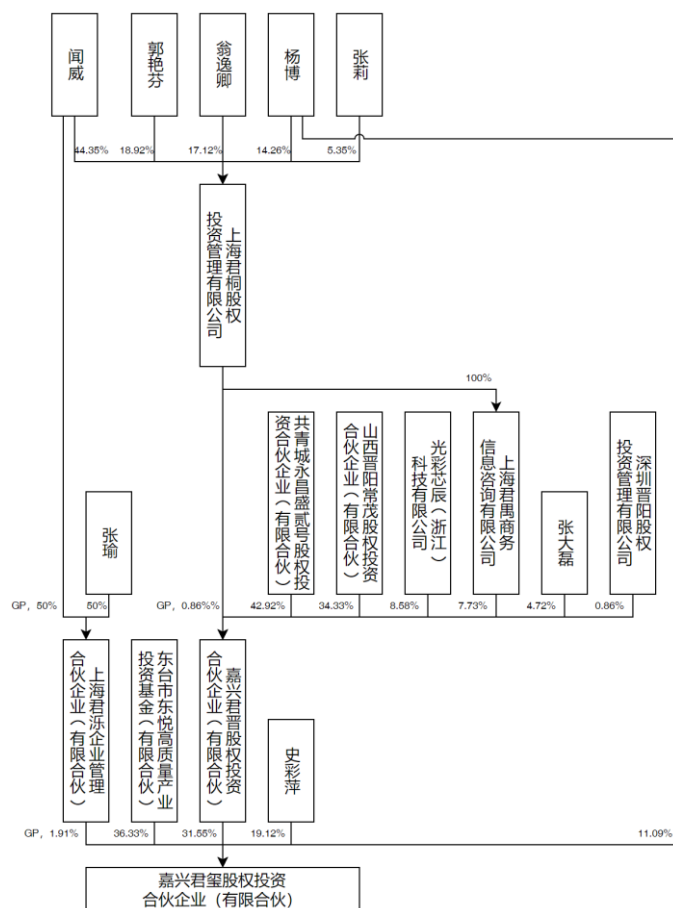 闻威
郭艳芬
翁逸卿
杨博
张莉
44.35%
18.92%
17.12%
14.26%
5.35%
上海君桐股权
投资管理有限公司
100%
共青城永昌盛贰号股权投
资合伙企业（有限合伙）
山西晋阳常茂股权投资
合伙企业（有限合伙）
光彩芯辰（浙江）
科技有限公司
上海君禺商务
信息咨询有限公司
张大磊
深圳晋阳股权
投资管理有限公司
张瑜
GP，50%
50%
GP，0.86%
42.92%
34.33%
8.58%
7.73%
4.72%
0.86%
上海君泺企业管理
合伙企业（有限合伙）
东台市东悦高质量产业
投资基金（有限合伙）
嘉兴君晋股权投资
合伙企业（有限合伙）
史彩萍
GP，1.91%
36.33%
31.55%
19.12%
11.09%
嘉兴君玺股权投资
合伙企业（有限合伙）